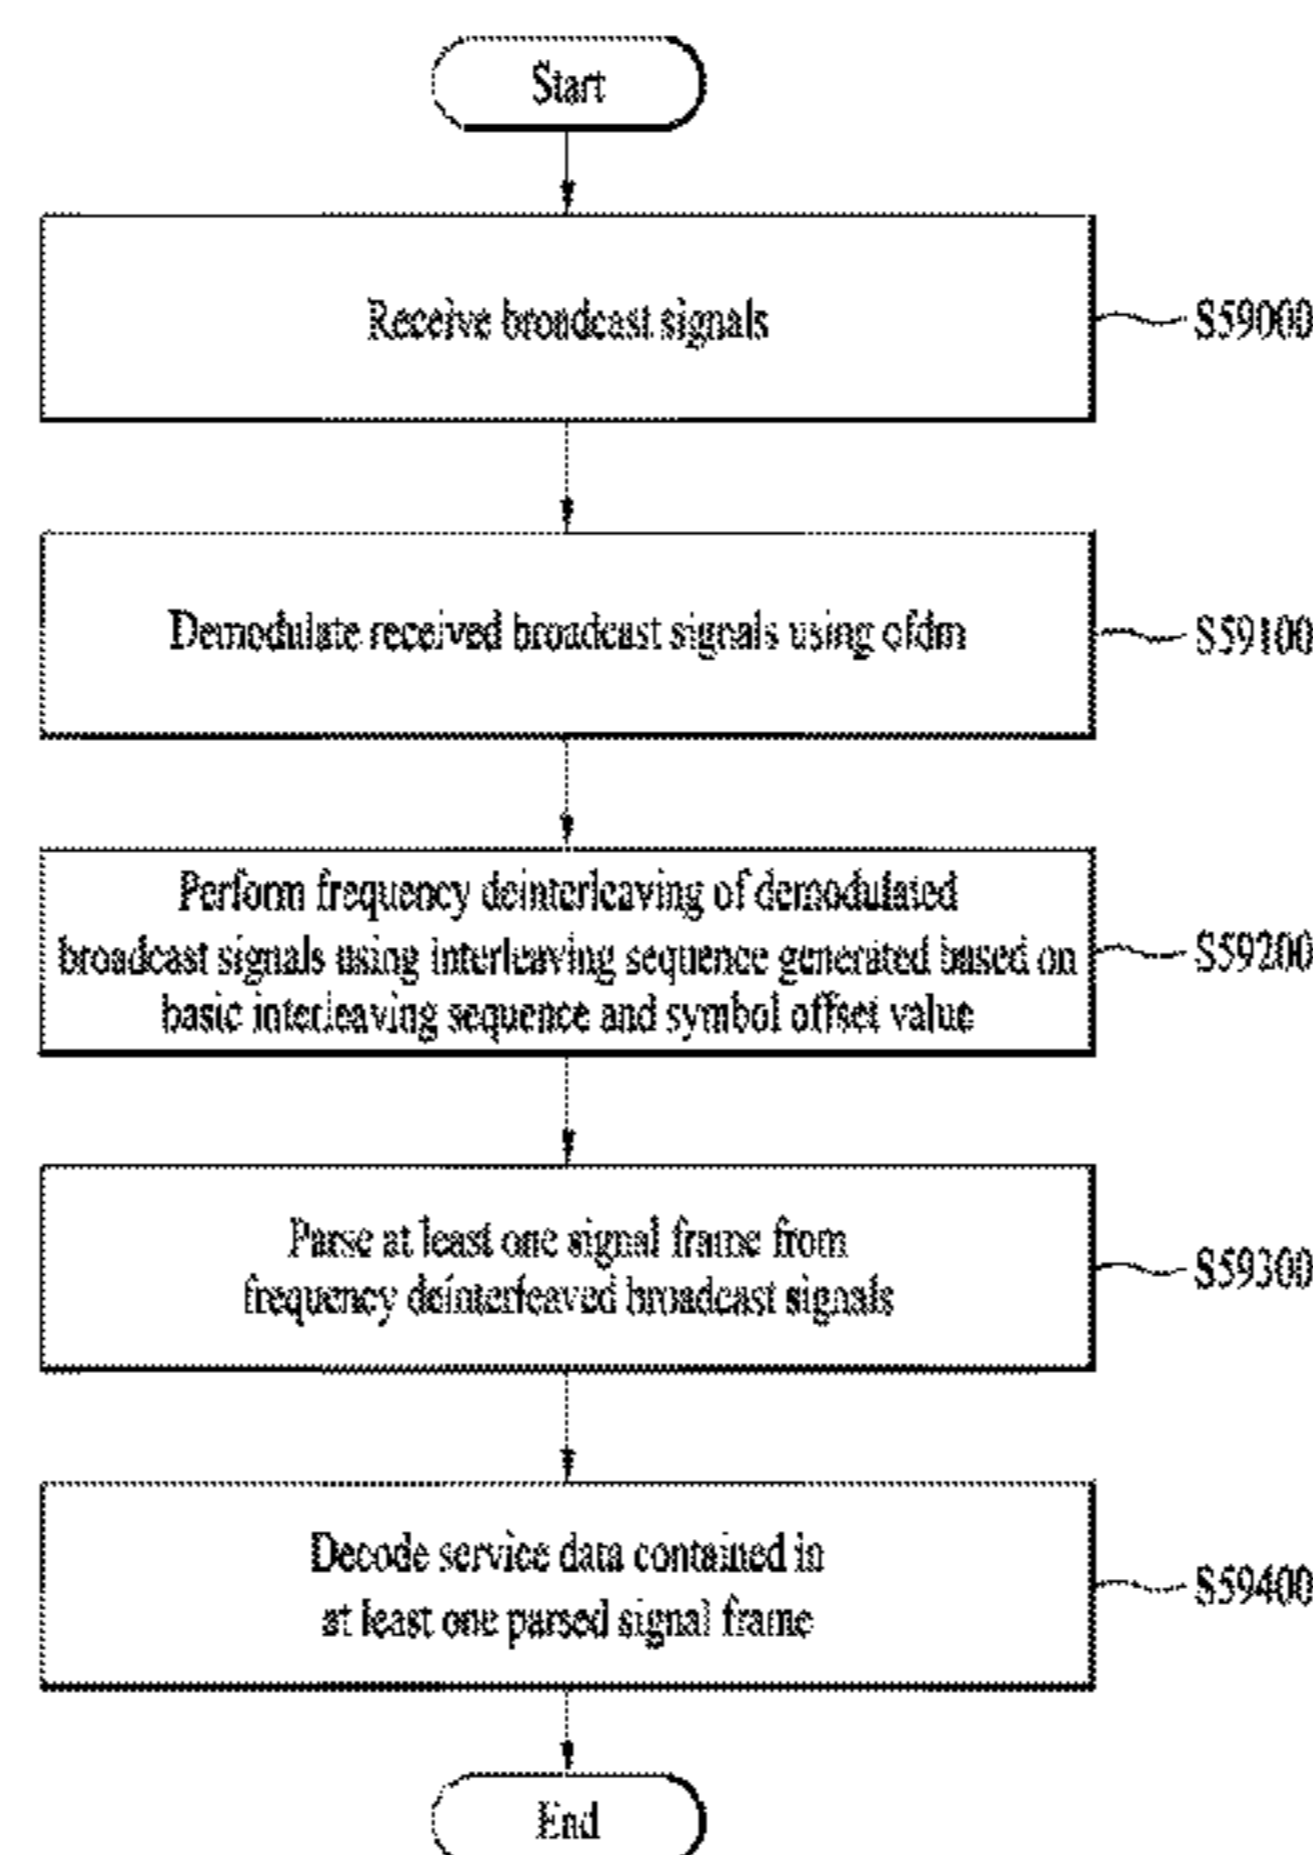 Start
Receive broadcast signals
S59000
Demodulate received broadcast signals using ofdm
S59100
Perform frequency deinterleaving of demodulated
broadcast signals using interleaving sequence generated based on
basic interleaving sequence and symbol offset value
S59200
Parse at least one signal frame from
frequency deinterleaved broadcast signals
S59300
Decode service data contained in
at least one parsed signal frame
S59400
End